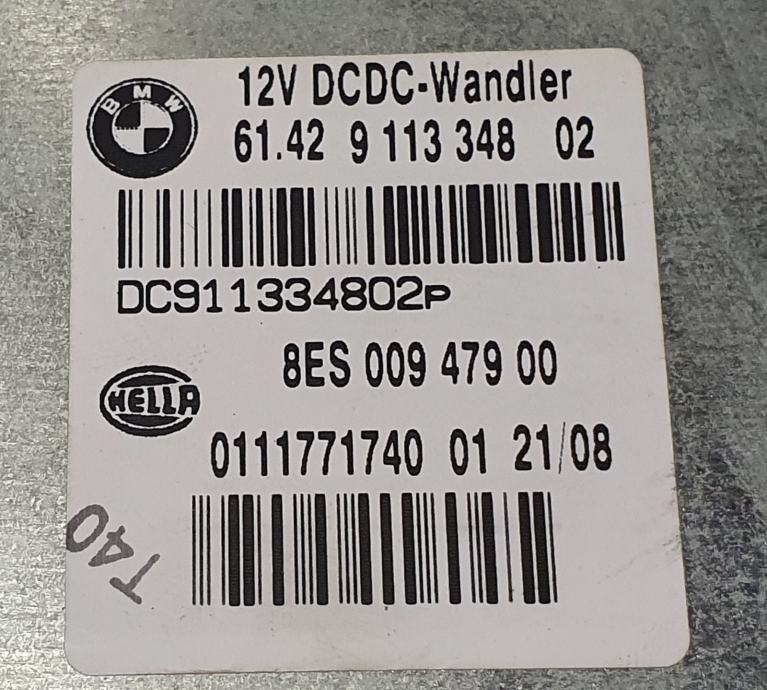 BMW
12V DCDC-Wandler
61.42 9 113 348 02
DC911334802P
8ES 009 479 00
HELLA
0111771740 01 21/08
T40